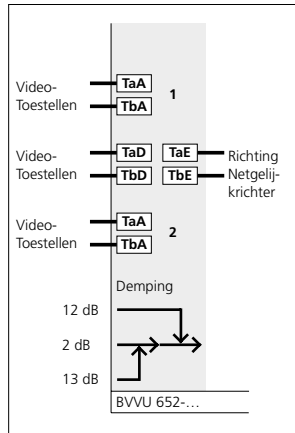 Video-
Toestellen
TaA
TbA
1
Video-
Toestellen
TaD
TbD
TaE
TbE
Richting
Netgelij-
krichter
Video-
Toestellen
TaA
TbA
2
Demping
12 dB
2 dB
13 dB
BVVU 652-...